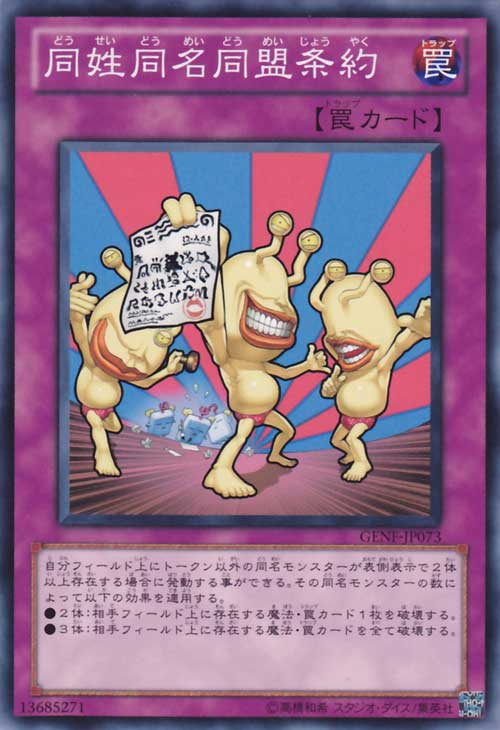 同姓同名同盟条約 罠
【罠カード】
GENF-JP073
自分フィールド上にトークン以外の同名モンスターが表側表示で2体
以上存在する場合に発動する事ができる。その同名モンスターの数に
よって以下の効果を適用する。
●2体:相手フィールド上に存在する魔法・罠カード1枚を破壊する。
●3体:相手フィールド上に存在する魔法・罠カードを全て破壊する。
13685271 ©高橋和希 スタジオ・ダイス/集英社